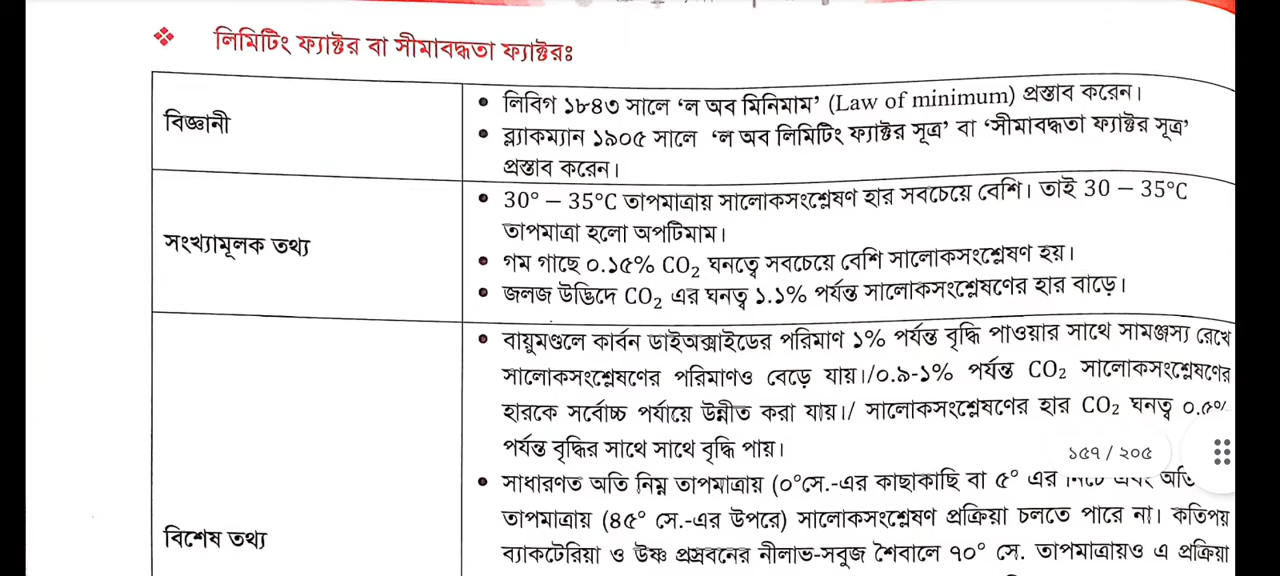 ❖ লিমিটিং ফ্যাক্টর বা সীমাবদ্ধতা ফ্যাক্টরঃ
বিজ্ঞানী
• লিবিগ ১৮৪৩ সালে ‘ল অব মিনিমাম’ (Law of minimum) প্রস্তাব করেন।
• ব্ল্যাকম্যান ১৯০৫ সালে ‘ল অব লিমিটিং ফ্যাক্টর সূত্র’ বা ‘সীমাবদ্ধতা ফ্যাক্টর সূত্র’
প্রস্তাব করেন।
সংখ্যামূলক তথ্য
• 30° – 35°C তাপমাত্রায় সালোকসংশ্লেষণ হার সবচেয়ে বেশি। তাই 30 – 35°C
তাপমাত্রা হলো অপটিমাম।
• গম গাছে ০.১৫% CO₂ ঘনত্বে সবচেয়ে বেশি সালোকসংশ্লেষণ হয়।
• জলজ উদ্ভিদে CO₂ এর ঘনত্ব ১.১% পর্যন্ত সালোকসংশ্লেষণের হার বাড়ে।
বিশেষ তথ্য
• বায়ুমণ্ডলে কার্বন ডাইঅক্সাইডের পরিমাণ ১% পর্যন্ত বৃদ্ধি পাওয়ার সাথে সামঞ্জস্য রেখে
সালোকসংশ্লেষণের পরিমাণও বেড়ে যায়।/০.৯-১% পর্যন্ত CO₂ সালোকসংশ্লেষণের
হারকে সর্বোচ্চ পর্যায়ে উন্নীত করা যায়।/ সালোকসংশ্লেষণের হার CO₂ ঘনত্ব ০.৫%
পর্যন্ত বৃদ্ধির সাথে সাথে বৃদ্ধি পায়।
১৫৭ / ২০৫
• সাধারণত অতি নিম্ন তাপমাত্রায় (০°সে.-এর কাছাকাছি বা ৫° এর
তাপমাত্রায় (৪৫° সে.-এর উপরে) সালোকসংশ্লেষণ প্রক্রিয়া চলতে পারে না। কতিপয়
ব্যাকটেরিয়া ও উষ্ণ প্রস্রবনের নীলাভ-সবুজ শৈবালে ৭০° সে. তাপমাত্রায়ও এ প্রক্রিয়া